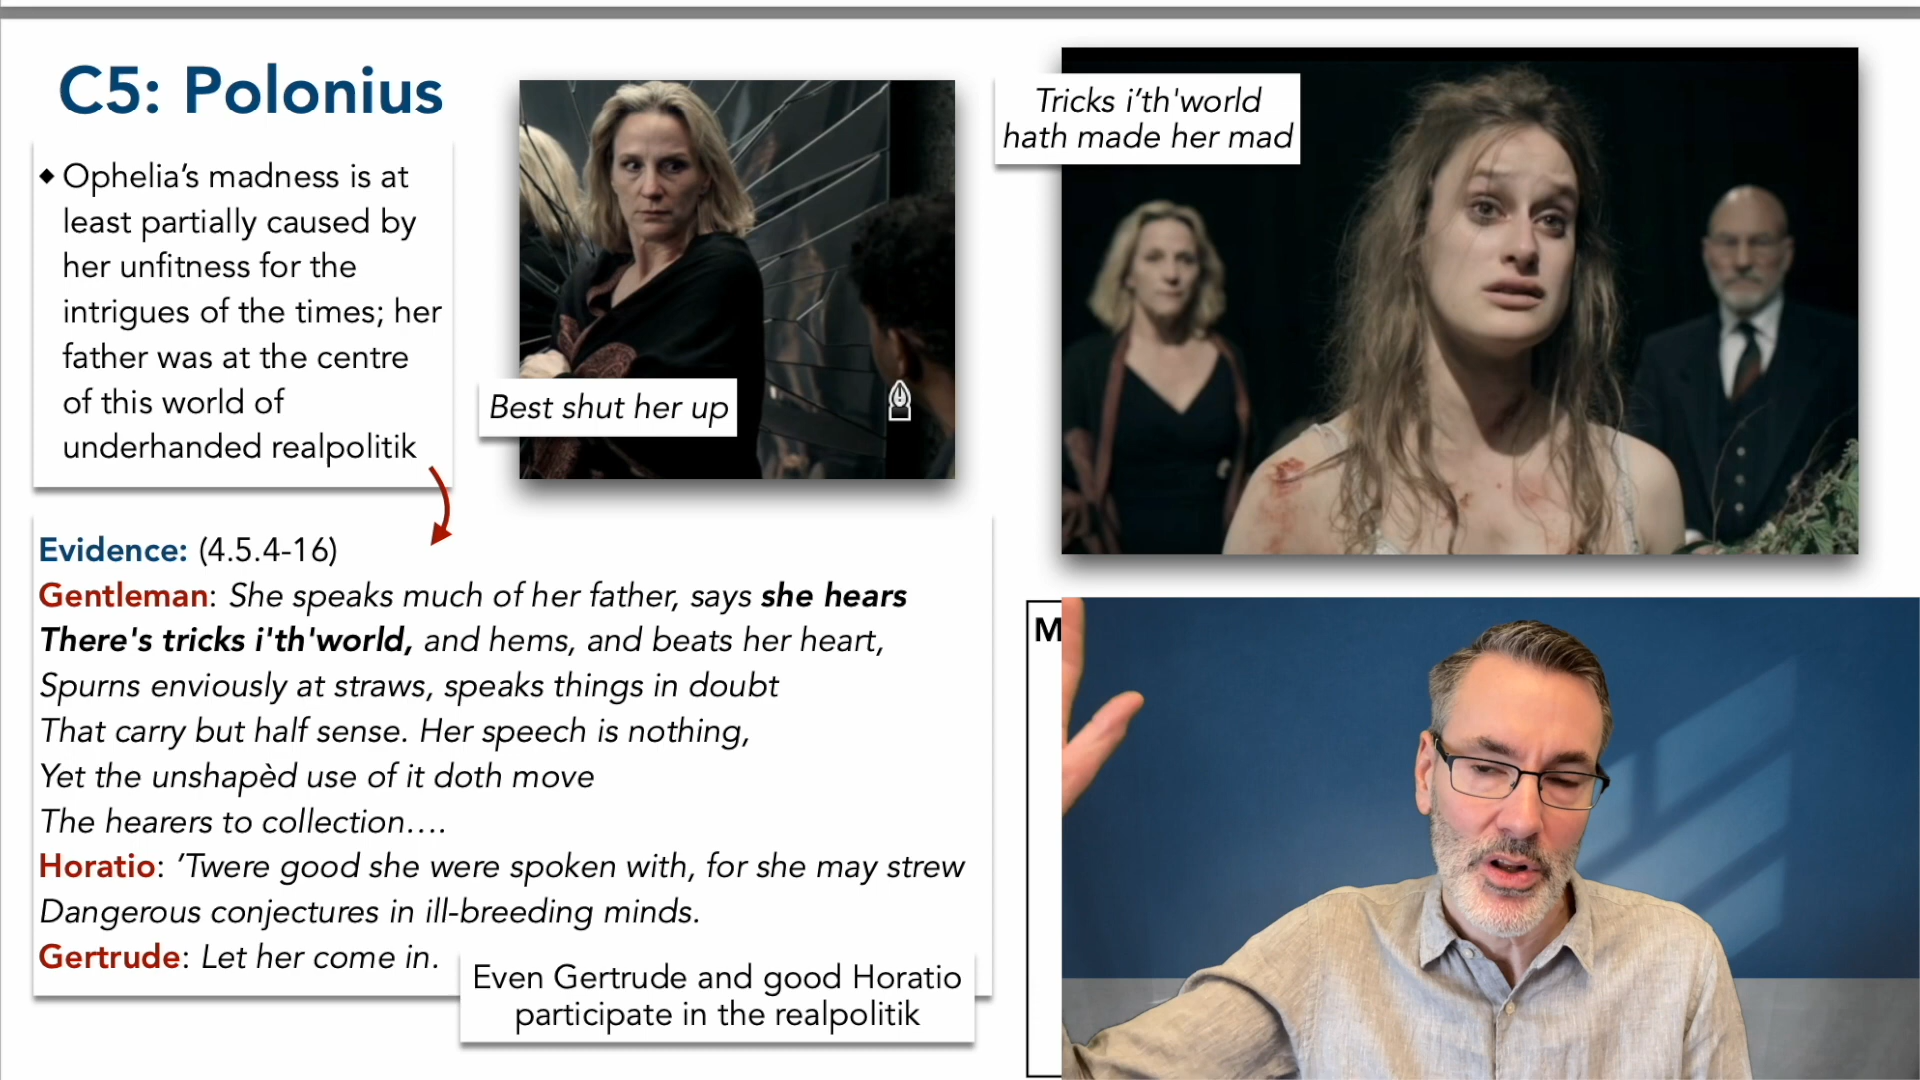 C5: Polonius
◆ Ophelia’s madness is at
least partially caused by
her unfitness for the
intrigues of the times; her
father was at the centre
of this world of
underhanded realpolitik
Best shut her up
Tricks i’th'world
hath made her mad
Evidence: (4.5.4-16)
Gentleman: She speaks much of her father, says she hears
There's tricks i'th'world, and hems, and beats her heart,
Spurns enviously at straws, speaks things in doubt
That carry but half sense. Her speech is nothing,
Yet the unshapèd use of it doth move
The hearers to collection….
Horatio: ’Twere good she were spoken with, for she may strew
Dangerous conjectures in ill-breeding minds.
Gertrude: Let her come in.
Even Gertrude and good Horatio
participate in the realpolitik